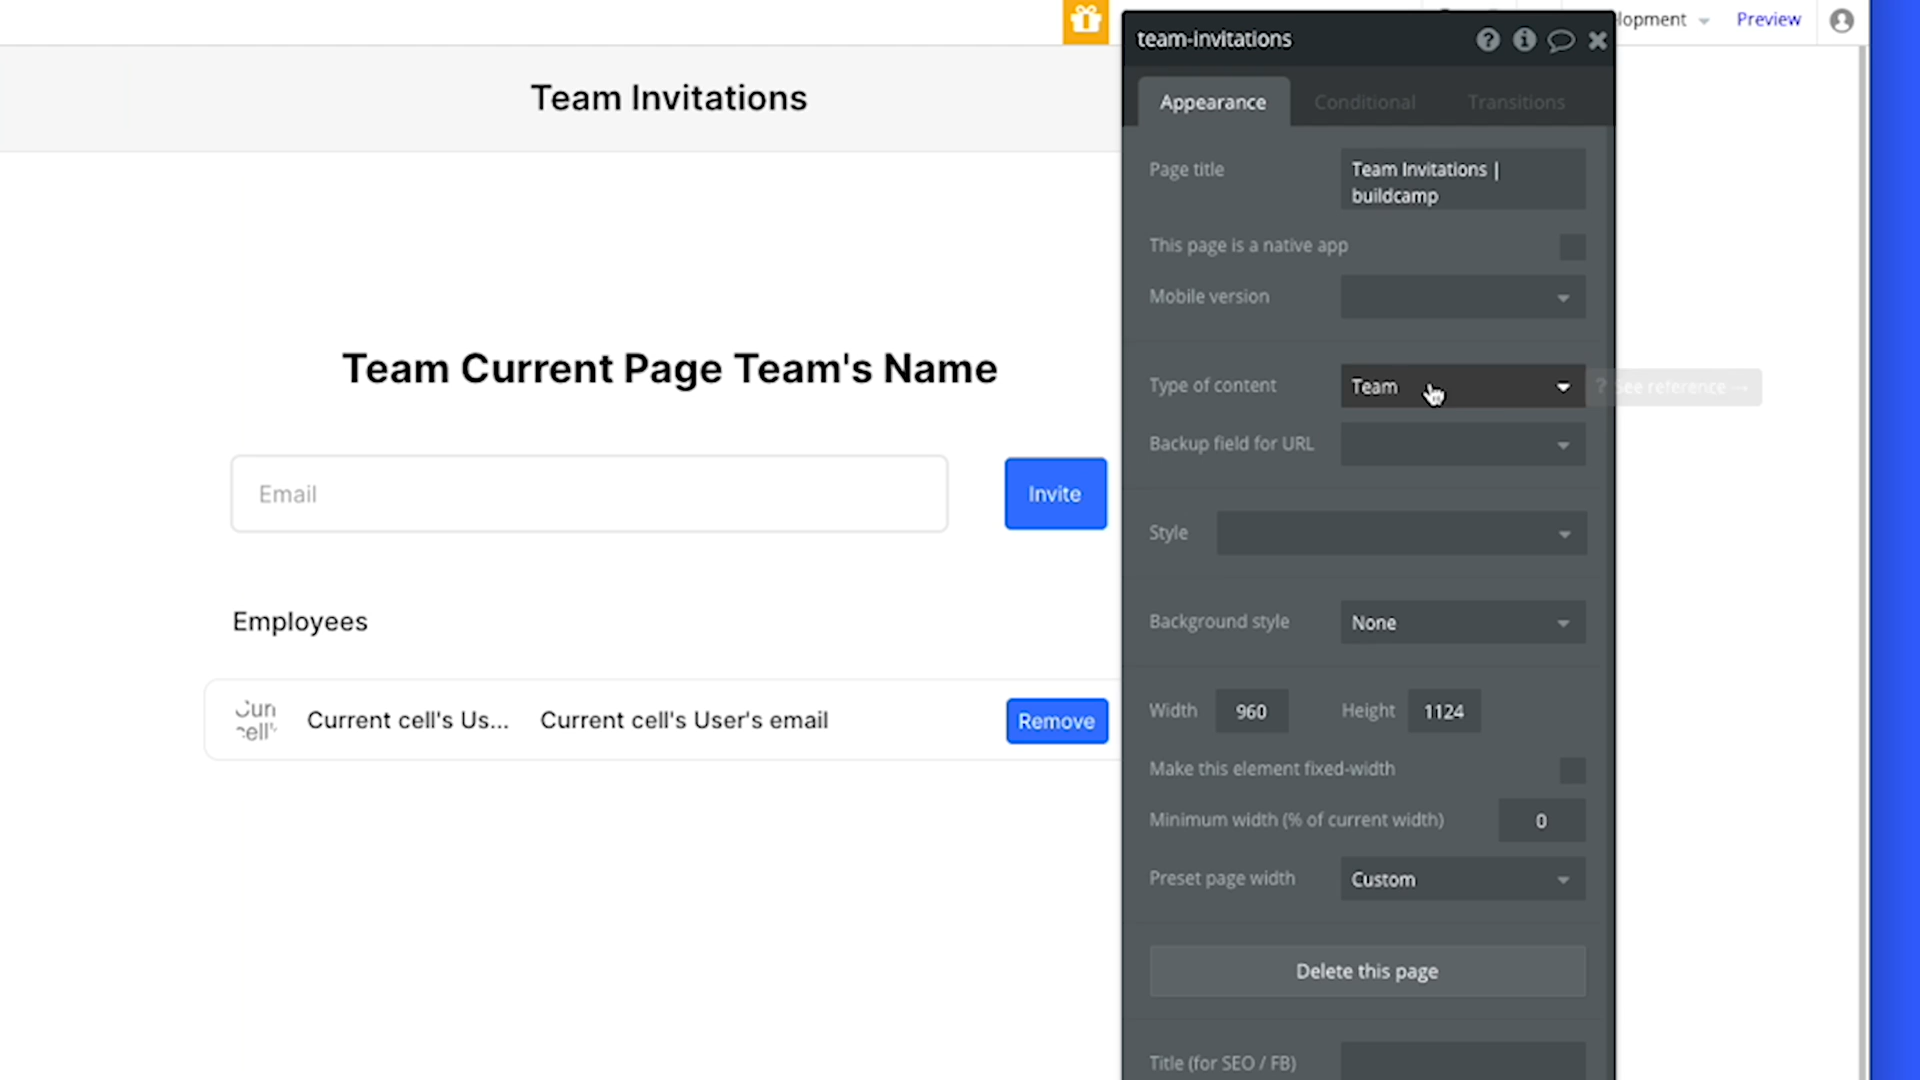 lopment
Preview
team-invitations
Team Invitations
Appearance
Conditional
Transitions
Page title
Team Invitations |
buildcamp
This page is a native app
Mobile version
Team Current Page Team's Name
Type of content
Team
? See reference →
Backup field for URL
Email
Invite
Style
Employees
Background style
None
Cun
cell'
Current cell's Us...
Current cell's User's email
Remove
Width
960
Height
1124
Make this element fixed-width
Minimum width (% of current width)
0
Preset page width
Custom
Delete this page
Title (for SEO / FB)